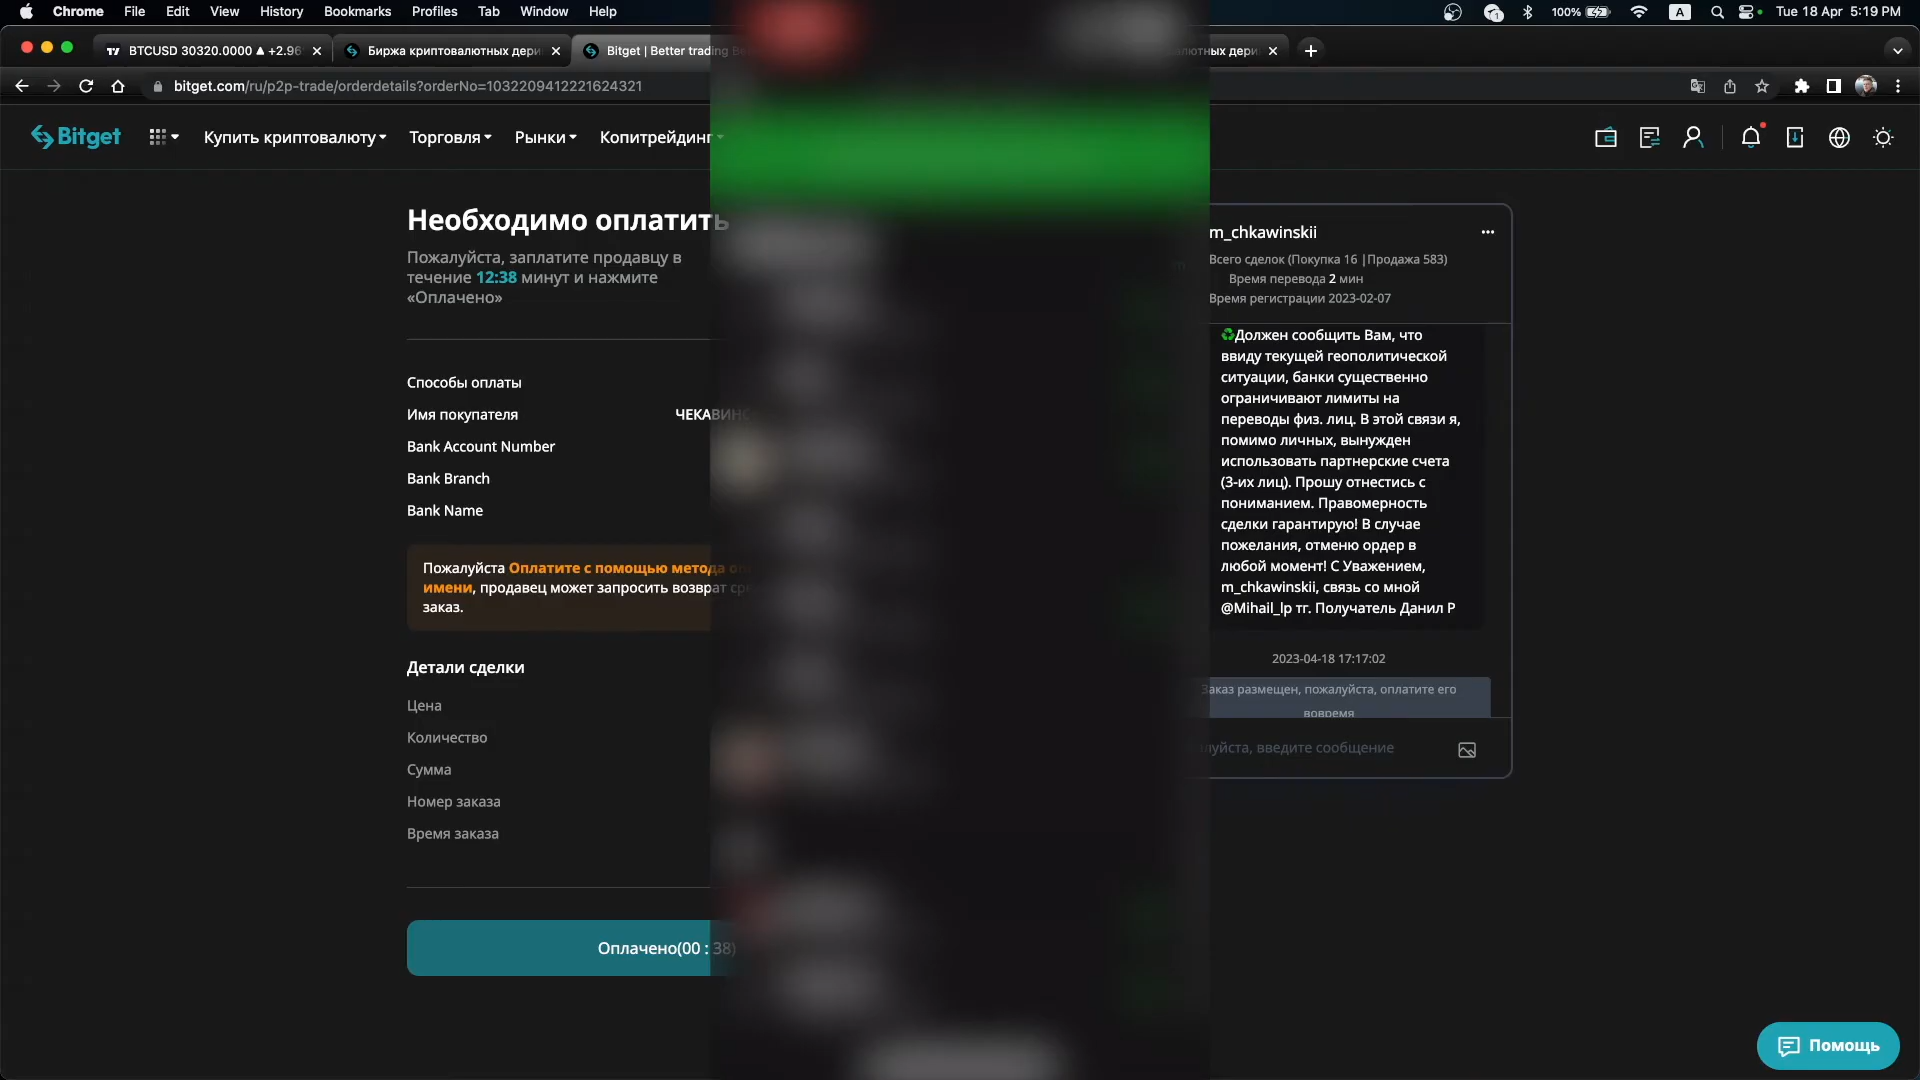 Chrome File Edit View History Bookmarks Profiles Tab Window Help
100% A Tue 18 Apr 5:19 PM
BTCUSD 30320.0000 ▲ +2.96
Биржа криптовалютных дери
Bitget | Better trading
алютных дери
bitget.com/ru/p2p-trade/orderdetails?orderNo=1032209412221624321
Bitget
Купить криптовалюту Торговля Рынки Копитрейдинг
Необходимо оплатить
Пожалуйста, заплатите продавцу в
течение 12:38 минут и нажмите
«Оплачено»
Способы оплаты
Имя покупателя ЧЕКАВИНС
Bank Account Number
Bank Branch
Bank Name
Пожалуйста Оплатите с помощью метода
имени, продавец может запросить возврат
заказ.
Детали сделки
Цена
Количество
Сумма
Номер заказа
Время заказа
Оплачено(00 : 38)
m_chkawinskii
Всего сделок (Покупка 16 |Продажа 583)
Время перевода 2 мин
Время регистрации 2023-02-07
♻Должен сообщить Вам, что
ввиду текущей геополитической
ситуации, банки существенно
ограничивают лимиты на
переводы физ. лиц. В этой связи я,
помимо личных, вынужден
использовать партнерские счета
(3-их лиц). Прошу отнестись с
пониманием. Правомерность
сделки гарантирую! В случае
пожелания, отменю ордер в
любой момент! С Уважением,
m_chkawinskii, связь со мной
@Mihail_lp тг. Получатель Данил Р
2023-04-18 17:17:02
Заказ размещен, пожалуйста, оплатите его
вовремя
луйста, введите сообщение
Помощь